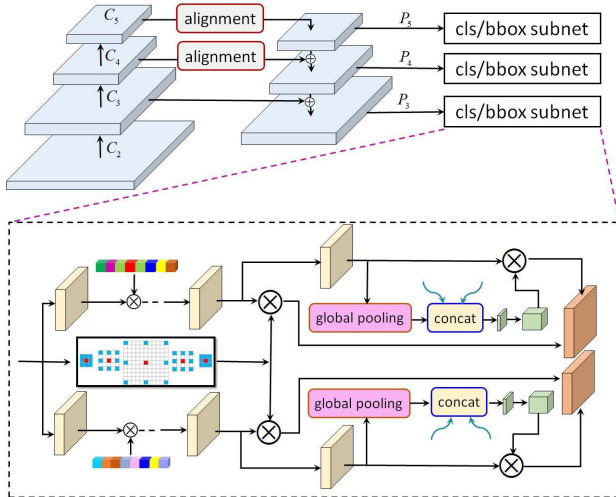 C5 alignment P5 cls/bbox subnet
C4 alignment P4 cls/bbox subnet
C3 P3 cls/bbox subnet
C2
global pooling concat
global pooling concat